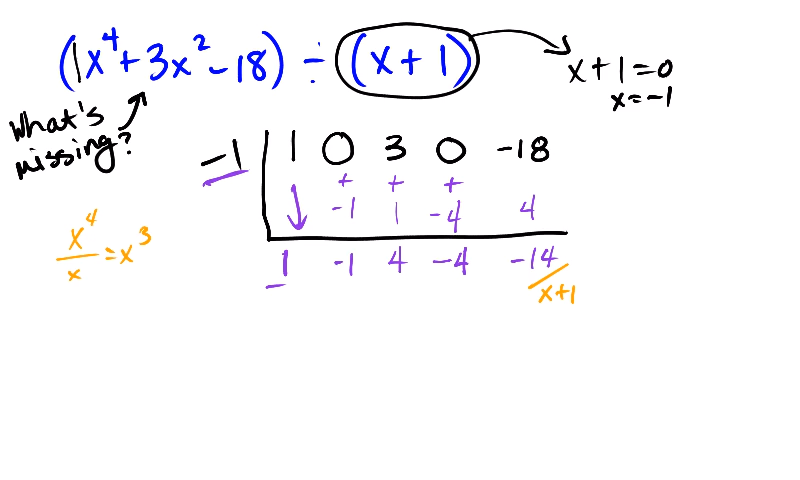 (1x⁴ + 3x² - 18) ÷ (x + 1)
x + 1 = 0
x = -1
What's
missing?
-1 | 1 0 3 0 -18
+ + +
↓ -1 1 -4 4
1 -1 4 -4 -14/x+1
x⁴/x = x³